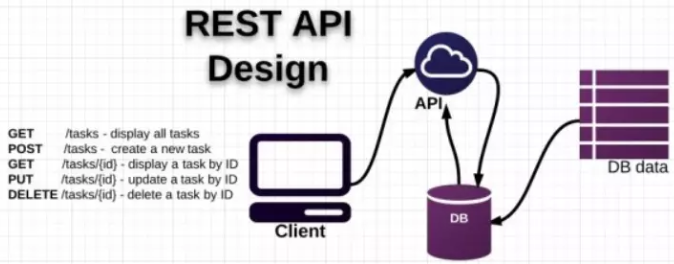 REST API
Design
GET /tasks - display all tasks
POST /tasks - create a new task
GET /tasks/{id} - display a task by ID
PUT /tasks/{id} - update a task by ID
DELETE /tasks/{id} - delete a task by ID
Client
API
DB
DB data